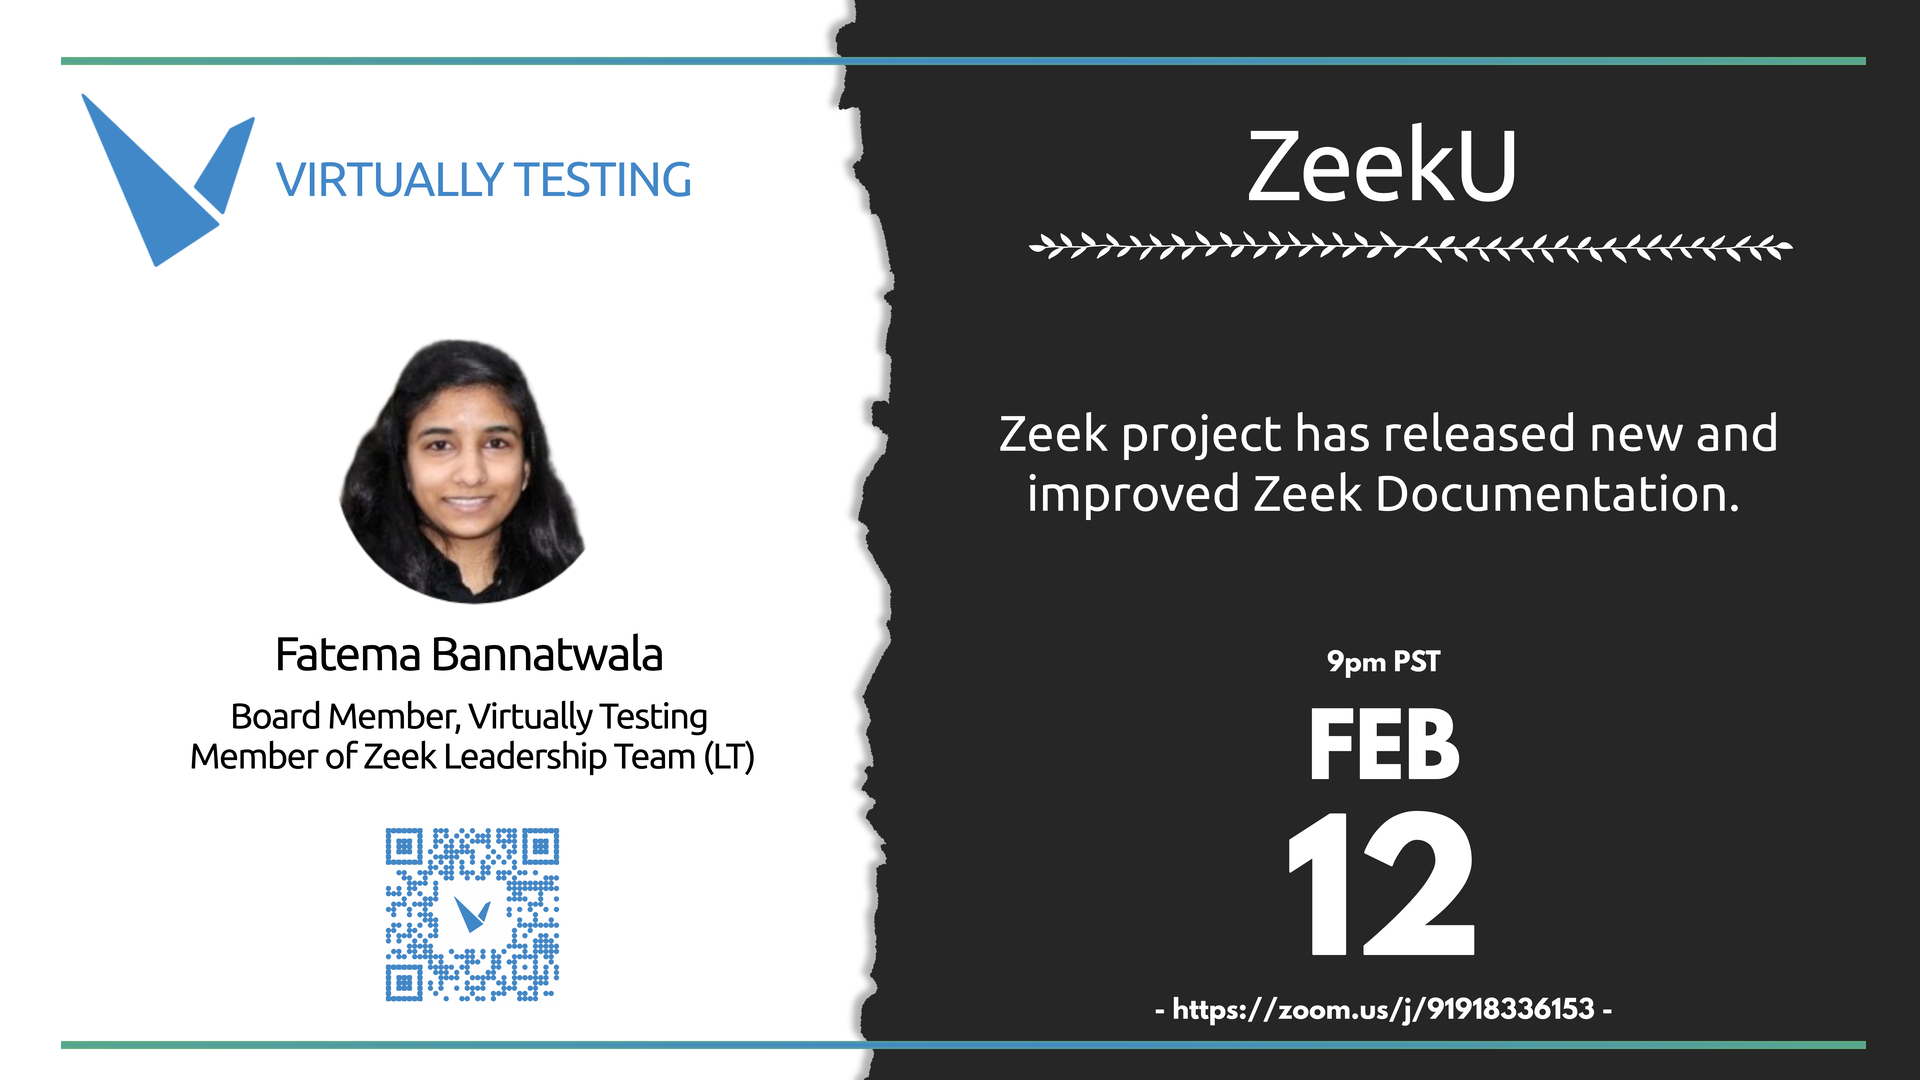 VIRTUALLY TESTING
Fatema Bannatwala
Board Member, Virtually Testing
Member of Zeek Leadership Team (LT)
ZeekU
Zeek project has released new and
improved Zeek Documentation.
9pm PST
FEB
12
- https://zoom.us/j/91918336153 -